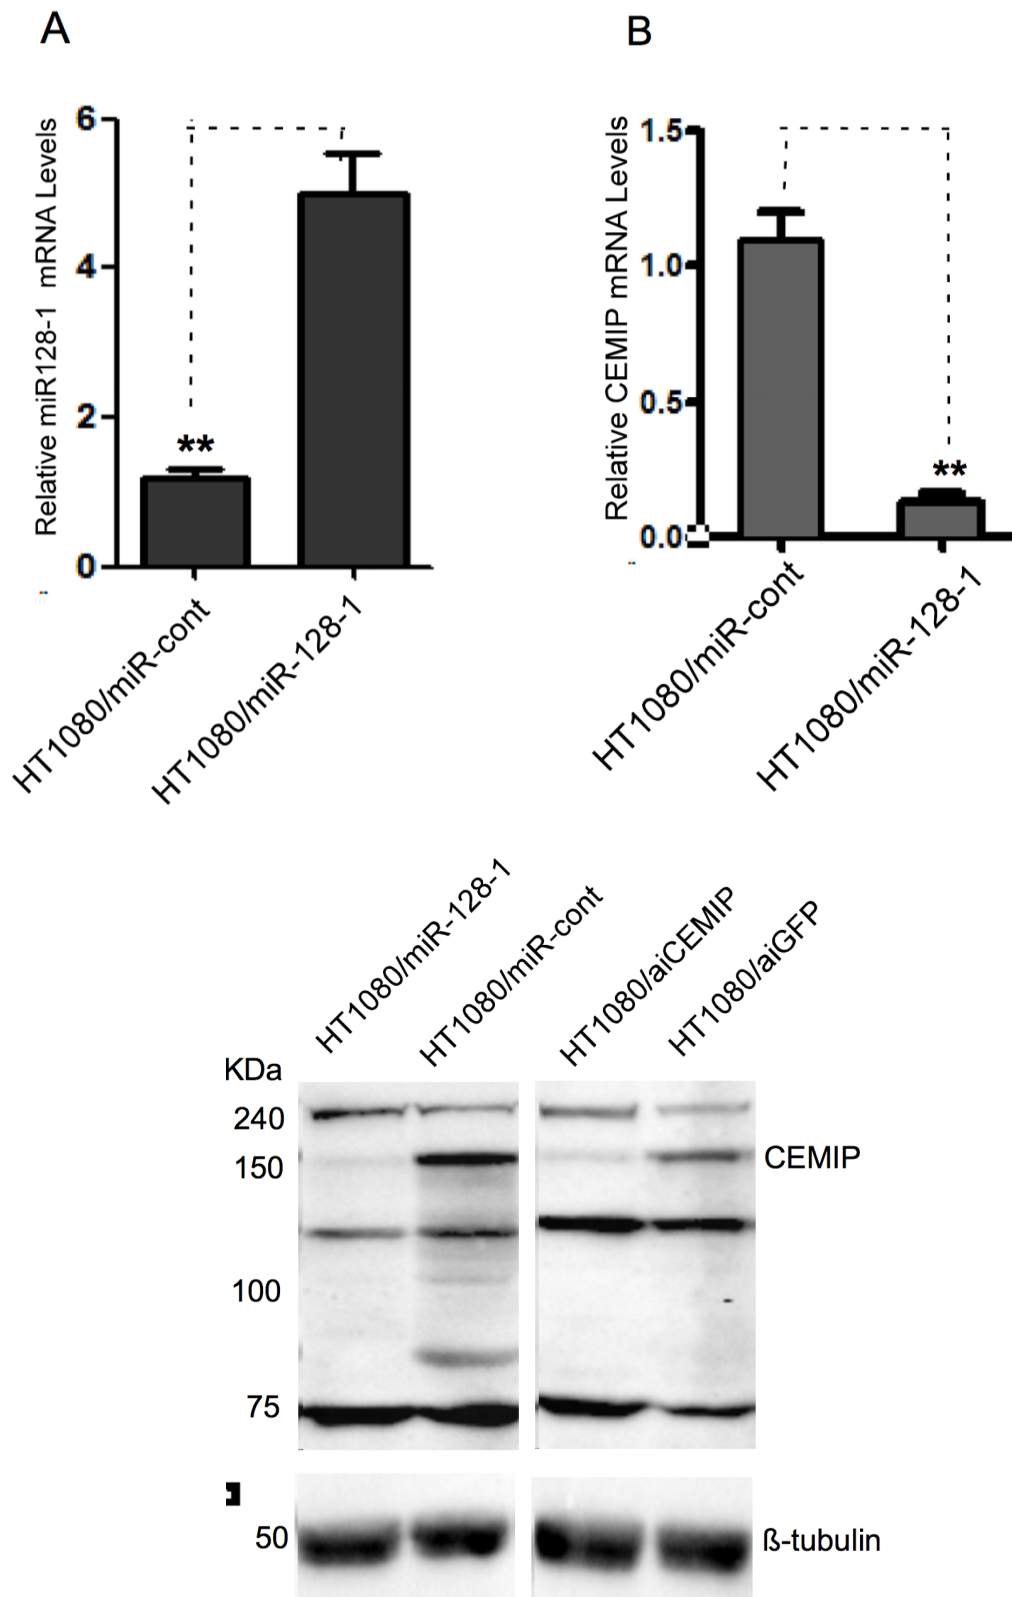 A
B
Relative miR128-1 mRNA Levels
6
4
2
0
**
HT1080/miR-cont
HT1080/miR-128-1
Relative CEMIP mRNA Levels
1.5
1.0
0.5
0.0
**
HT1080/miR-cont
HT1080/miR-128-1
HT1080/miR-128-1
HT1080/miR-cont
HT1080/aiCEMIP
HT1080/aiGFP
KDa
240
150
CEMIP
100
75
50
ß-tubulin